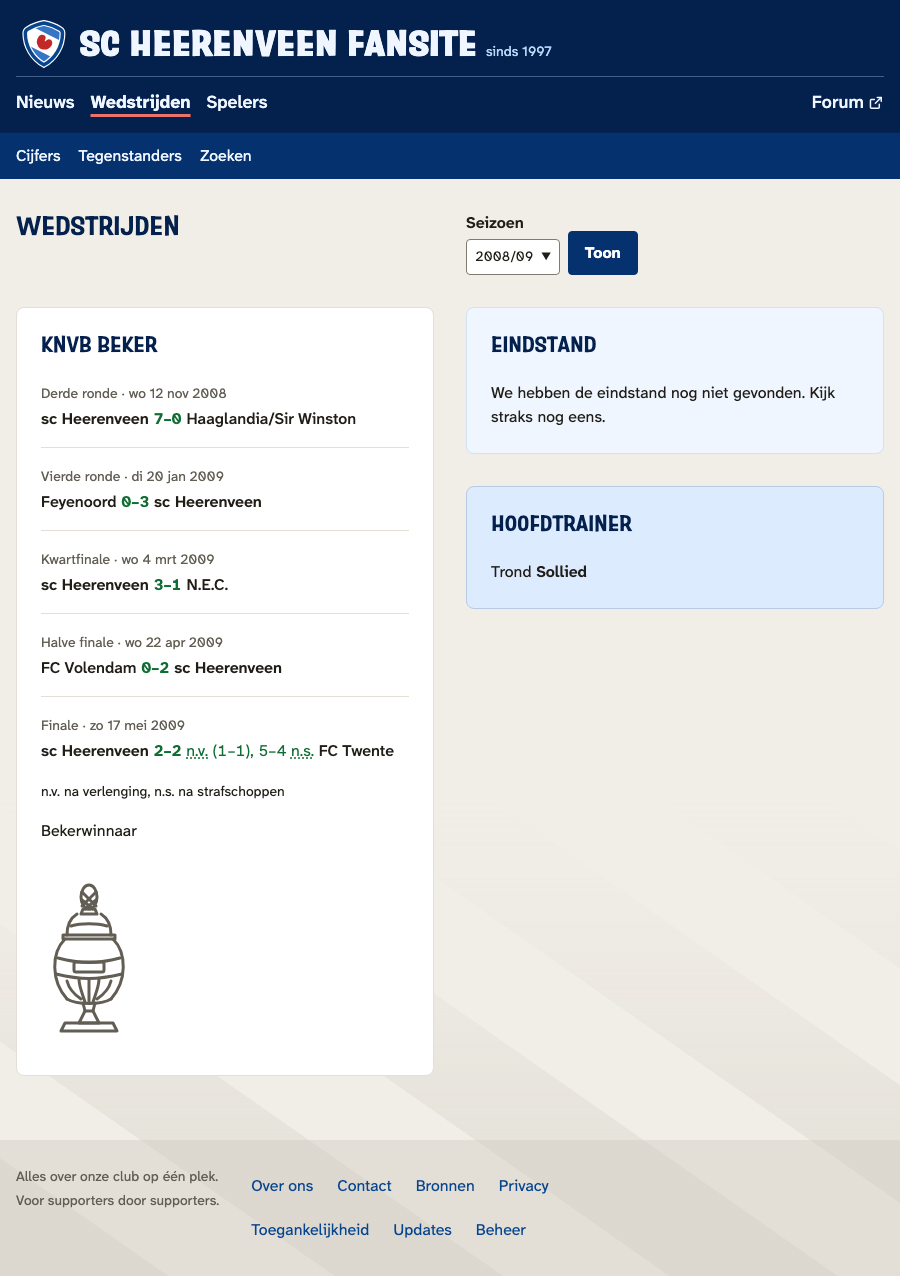 SC HEERENVEEN FANSITE sinds 1997
Nieuws Wedstrijden Spelers Forum
Cijfers Tegenstanders Zoeken
WEDSTRIJDEN
Seizoen
2008/09 ▼ Toon
KNVB BEKER
Derde ronde · wo 12 nov 2008
sc Heerenveen 7–0 Haaglandia/Sir Winston
Vierde ronde · di 20 jan 2009
Feyenoord 0–3 sc Heerenveen
Kwartfinale · wo 4 mrt 2009
sc Heerenveen 3–1 N.E.C.
Halve finale · wo 22 apr 2009
FC Volendam 0–2 sc Heerenveen
Finale · zo 17 mei 2009
sc Heerenveen 2–2 n.v. (1–1), 5–4 n.s. FC Twente
n.v. na verlenging, n.s. na strafschoppen
Bekerwinnaar
EINDSTAND
We hebben de eindstand nog niet gevonden. Kijk
straks nog eens.
HOOFDTRAINER
Trond Sollied
Alles over onze club op één plek.
Voor supporters door supporters.
Over ons Contact Bronnen Privacy
Toegankelijkheid Updates Beheer